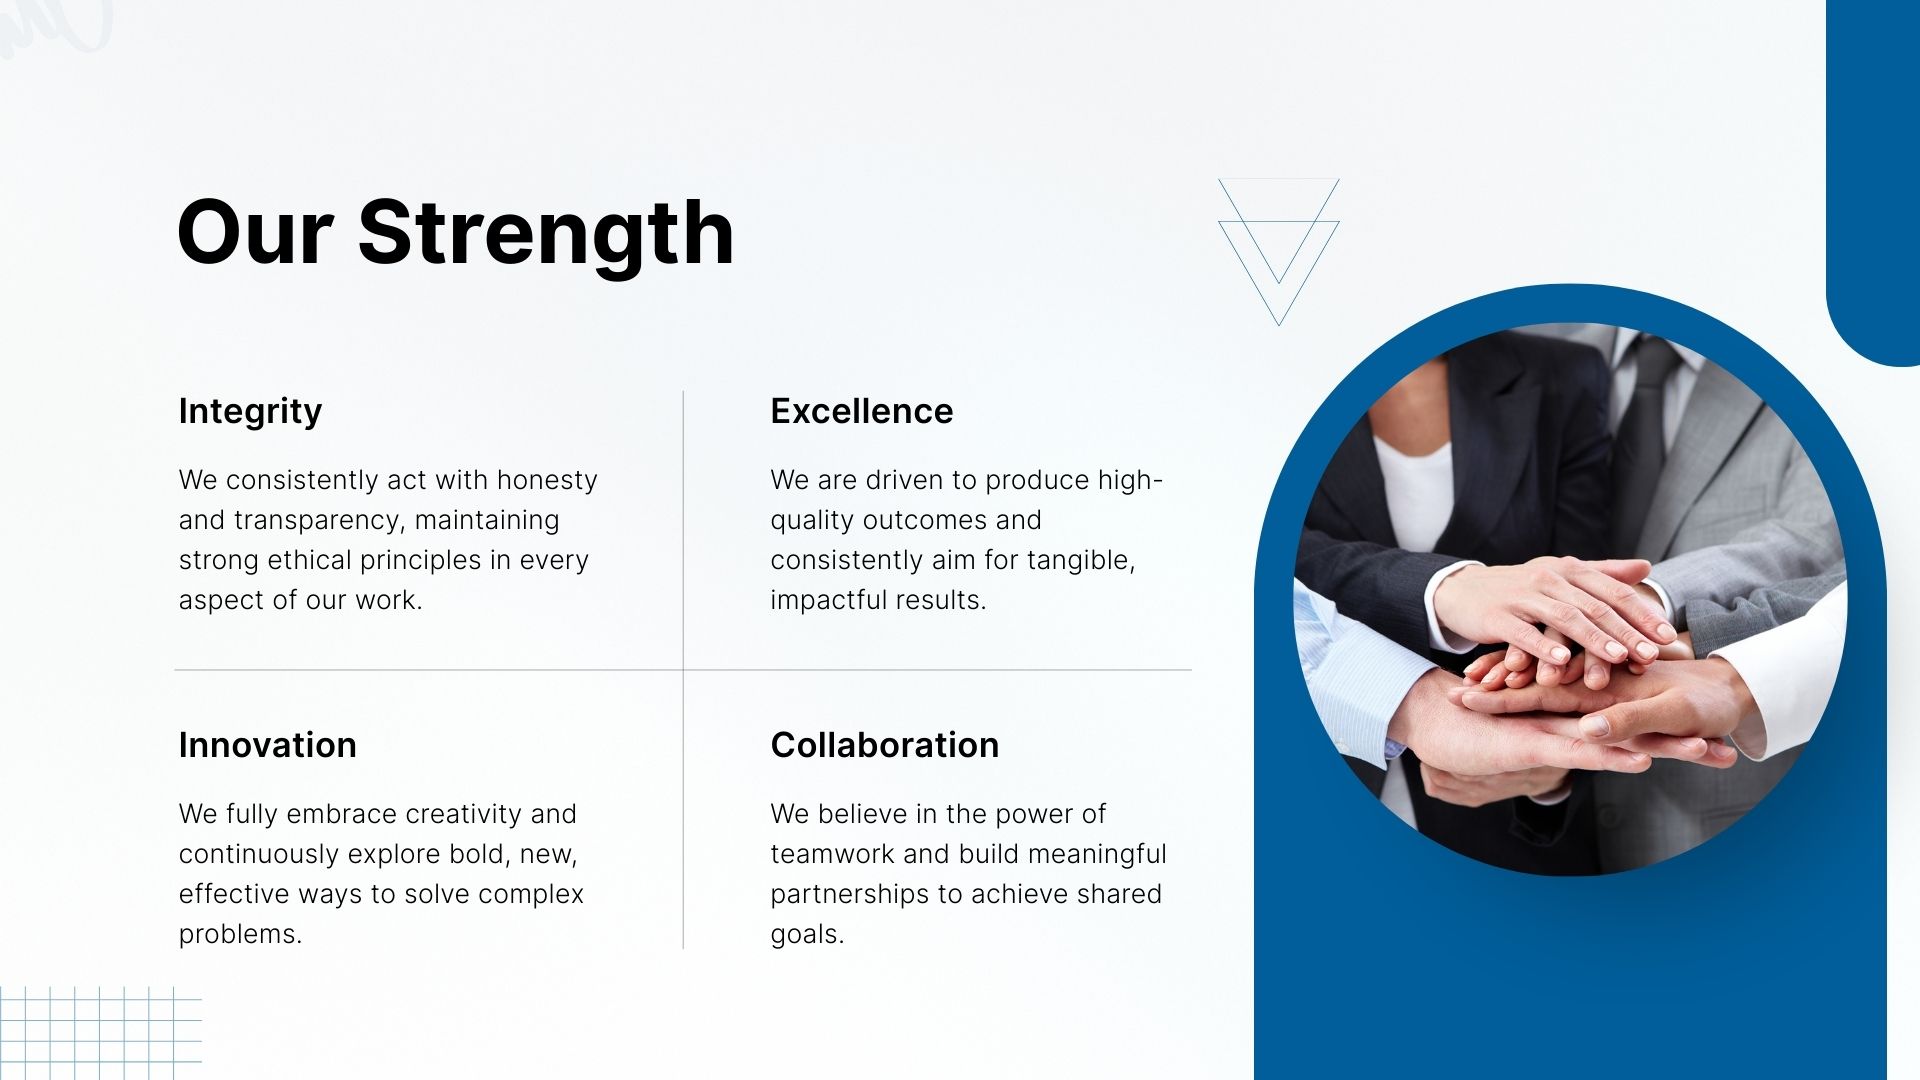 Our Strength
Integrity
We consistently act with honesty
and transparency, maintaining
strong ethical principles in every
aspect of our work.
Excellence
We are driven to produce high-
quality outcomes and
consistently aim for tangible,
impactful results.
Innovation
We fully embrace creativity and
continuously explore bold, new,
effective ways to solve complex
problems.
Collaboration
We believe in the power of
teamwork and build meaningful
partnerships to achieve shared
goals.